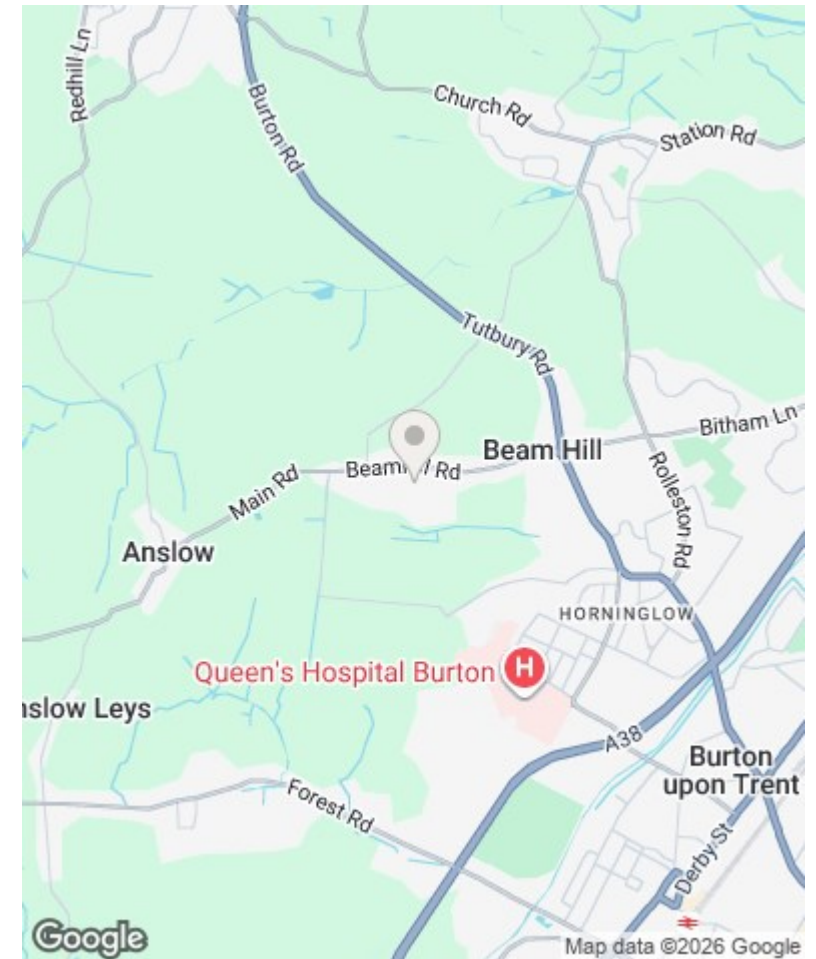 Redhill Ln
Burton Rd
Church Rd
Station Rd
Tutbury Rd
Bitham Ln
Beam Hill
Rd
Main Rd
Rolleston Rd
Anslow
HORNINGLOW
Queen's Hospital Burton
H
nslow Leys
A38
Burton
upon Trent
Forest Rd
Derby St
Google
Map data ©2026 Google